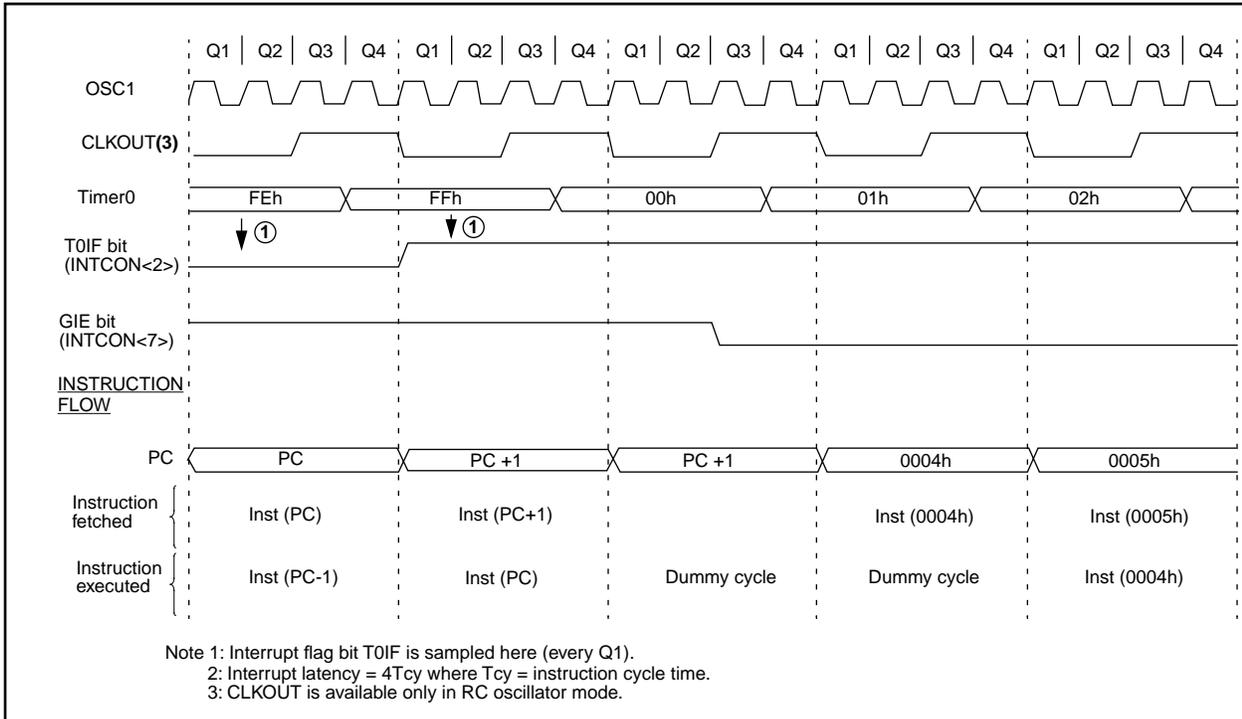 Q1 Q2 Q3 Q4 Q1 Q2 Q3 Q4 Q1 Q2 Q3 Q4 Q1 Q2 Q3 Q4 Q1 Q2 Q3 Q4
OSC1
CLKOUT(3)
Timer0 FEh FFh 00h 01h 02h
1 1
T0IF bit
(INTCON<2>)
GIE bit
(INTCON<7>)
INSTRUCTION
FLOW
PC PC PC +1 PC +1 0004h 0005h
Instruction
fetched
Inst (PC) Inst (PC+1) Inst (0004h) Inst (0005h)
Instruction
executed
Inst (PC-1) Inst (PC) Dummy cycle Dummy cycle Inst (0004h)
Note 1: Interrupt flag bit T0IF is sampled here (every Q1).
2: Interrupt latency = 4Tcy where Tcy = instruction cycle time.
3: CLKOUT is available only in RC oscillator mode.